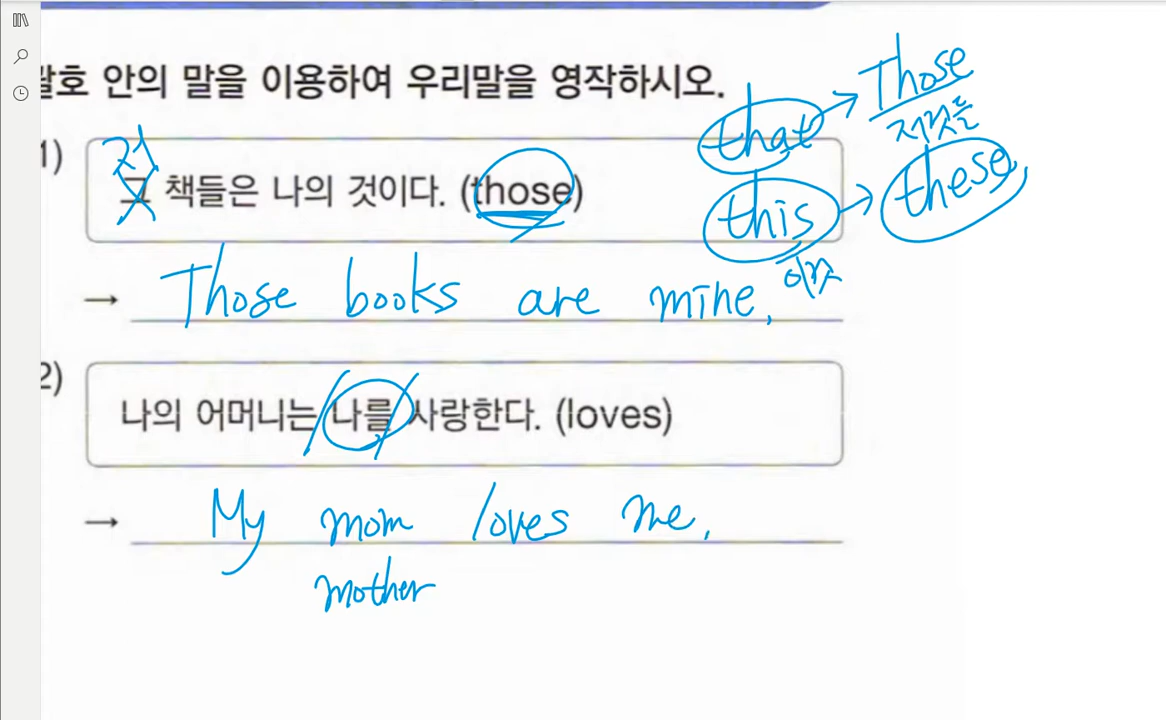 괄호 안의 말을 이용하여 우리말을 영작하시오.
that → Those
저것들
1) 저 책들은 나의 것이다. (those)
this → these
이것
→ Those books are mine.
2) 나의 어머니는 나를 사랑한다. (loves)
→ My mom loves me.
mother